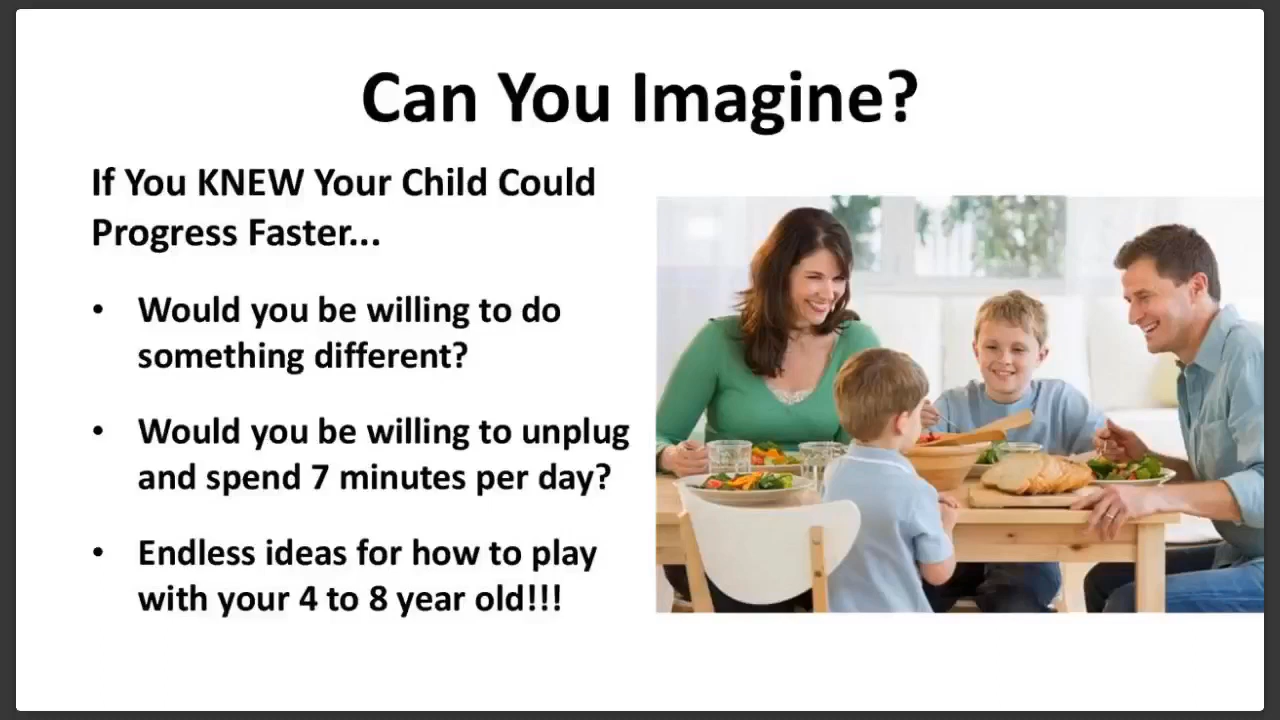 Can You Imagine?
If You KNEW Your Child Could
Progress Faster...
• Would you be willing to do
something different?
• Would you be willing to unplug
and spend 7 minutes per day?
• Endless ideas for how to play
with your 4 to 8 year old!!!